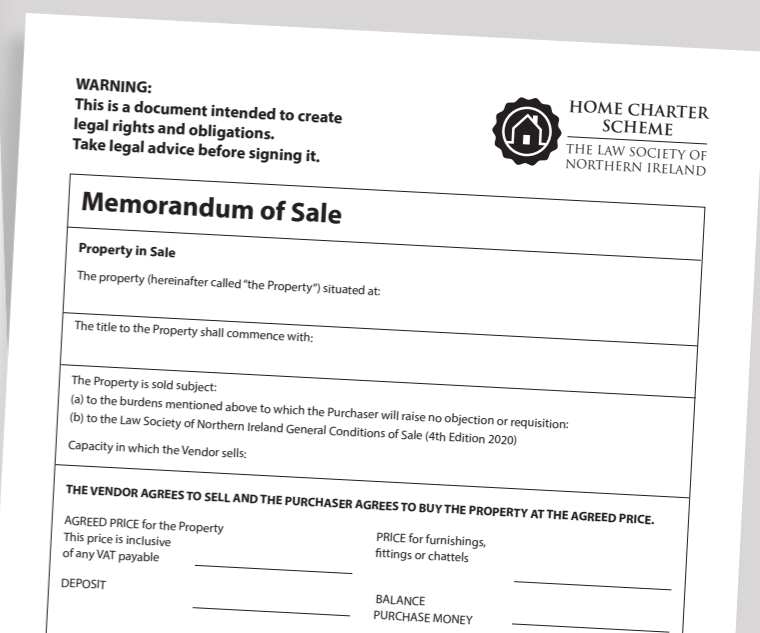 WARNING:
This is a document intended to create
legal rights and obligations.
Take legal advice before signing it.
HOME CHARTER
SCHEME
THE LAW SOCIETY OF
NORTHERN IRELAND
Memorandum of Sale
Property in Sale
The property (hereinafter called “the Property”) situated at:
The title to the Property shall commence with:
The Property is sold subject:
(a) to the burdens mentioned above to which the Purchaser will raise no objection or requisition:
(b) to the Law Society of Northern Ireland General Conditions of Sale (4th Edition 2020)
Capacity in which the Vendor sells:
THE VENDOR AGREES TO SELL AND THE PURCHASER AGREES TO BUY THE PROPERTY AT THE AGREED PRICE.
AGREED PRICE for the Property
This price is inclusive
of any VAT payable
PRICE for furnishings,
fittings or chattels
DEPOSIT
BALANCE
PURCHASE MONEY